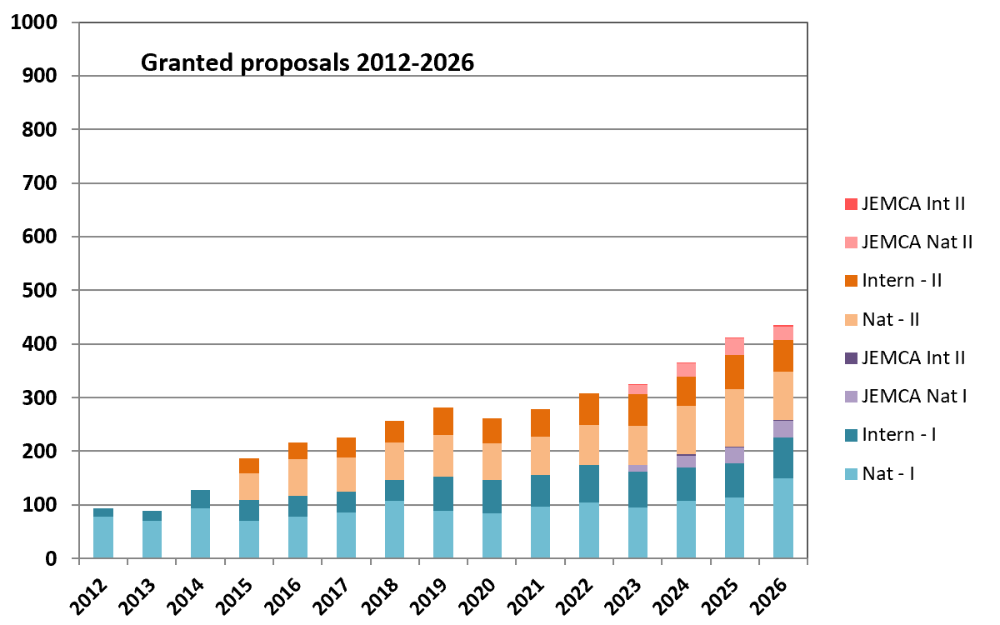 Granted proposals 2012-2026
1000
900
800
700
600
500
400
300
200
100
0
2012
2013
2014
2015
2016
2017
2018
2019
2020
2021
2022
2023
2024
2025
2026
JEMCA Int II
JEMCA Nat II
Intern - II
Nat - II
JEMCA Int II
JEMCA Nat I
Intern - I
Nat - I